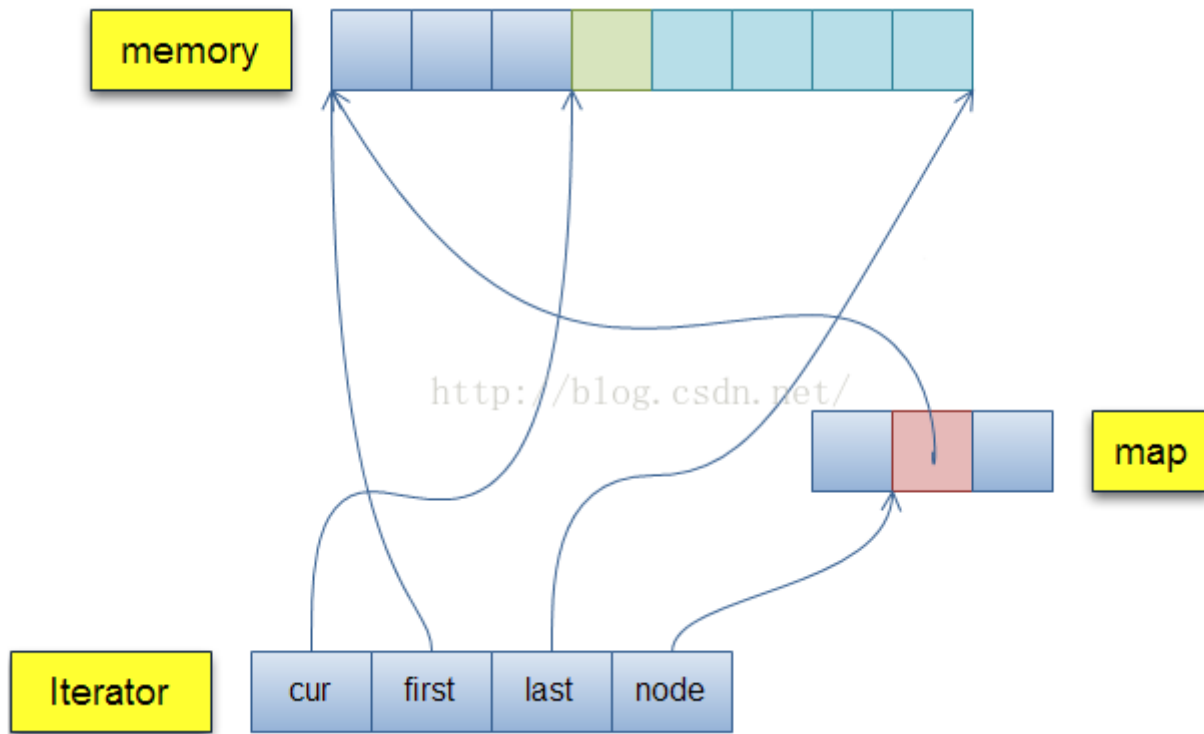 memory
http://blog.csdn.net/
map
Iterator
cur
first
last
node